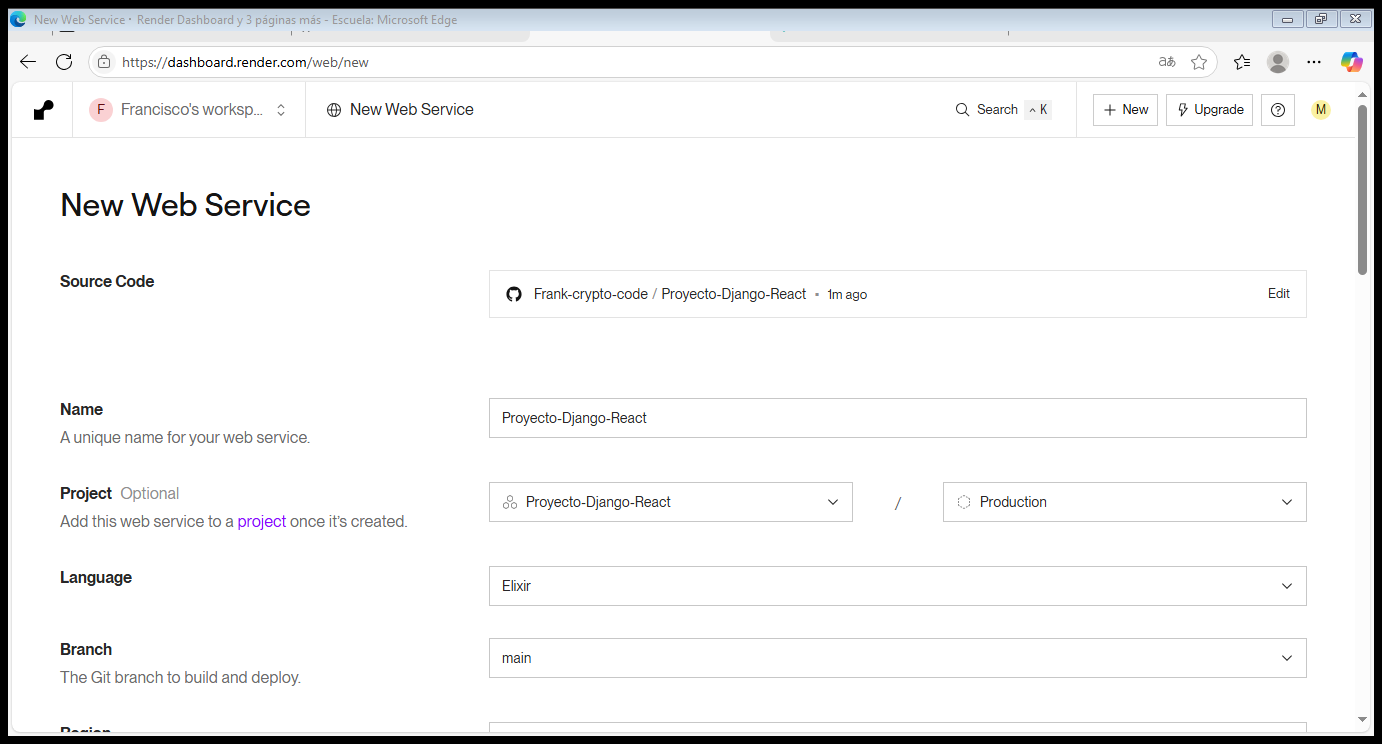 New Web Service · Render Dashboard y 3 páginas más - Escuela: Microsoft Edge
https://dashboard.render.com/web/new
aあ
F Francisco's worksp... New Web Service Search ^ K + New Upgrade ? M
New Web Service
Source Code
Frank-crypto-code / Proyecto-Django-React • 1m ago Edit
Name
A unique name for your web service.
Proyecto-Django-React
Project Optional
Add this web service to a project once it's created.
Proyecto-Django-React / Production
Language
Elixir
Branch
The Git branch to build and deploy.
main
Region